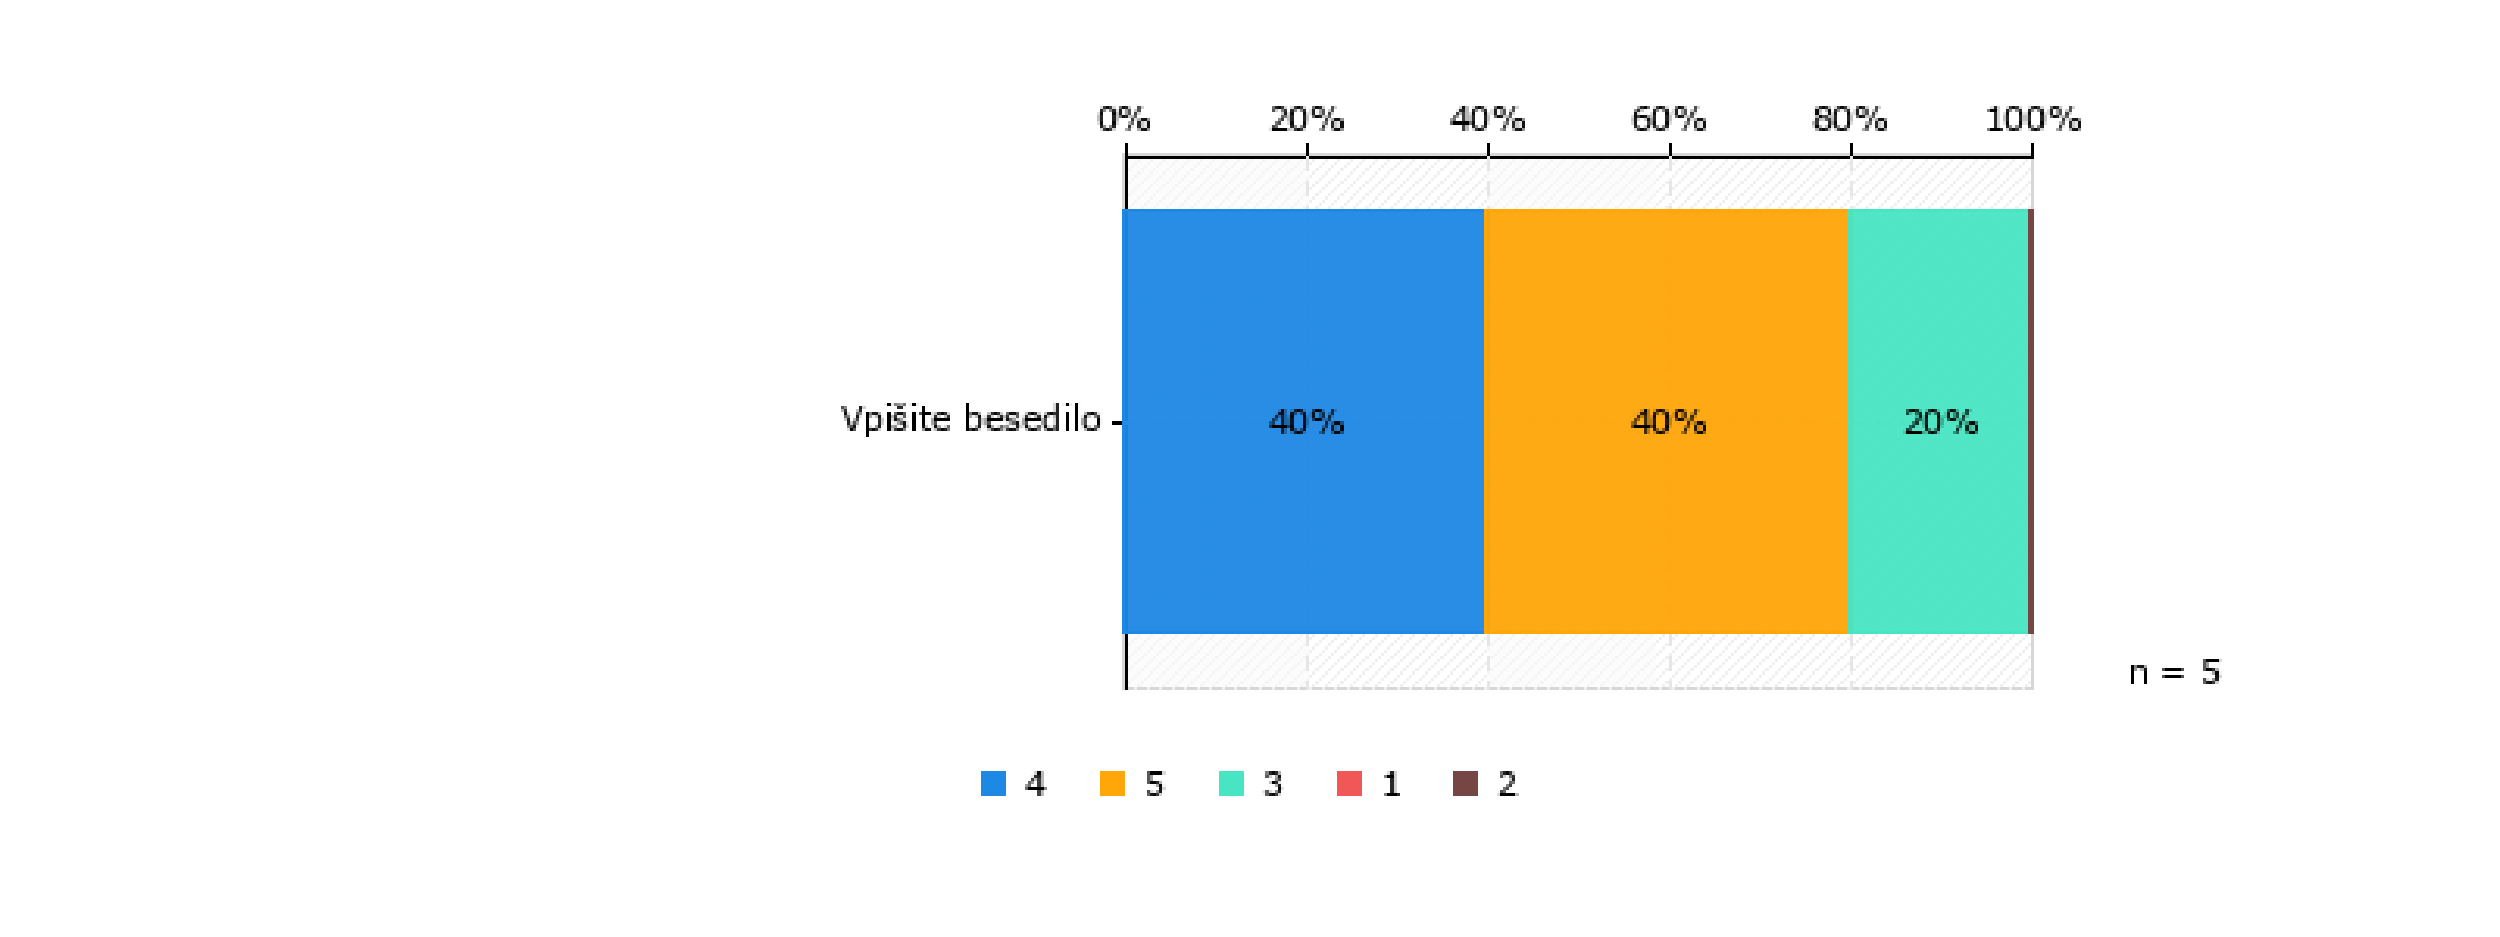 0% 20% 40% 60% 80% 100%
Vpišite besedilo 40% 40% 20%
n = 5
4 5 3 1 2